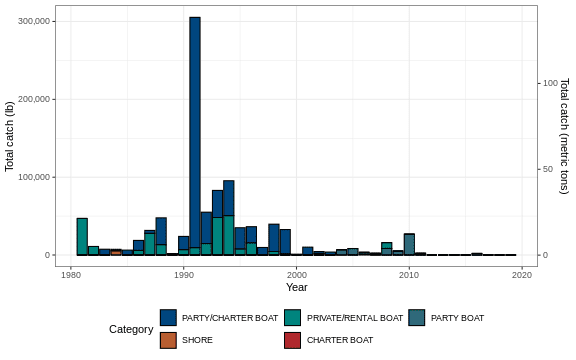 300,000
200,000
100,000
0
Total catch (lb)
100
50
0
Total catch (metric tons)
1980 1990 2000 2010 2020
Year
Category
PARTY/CHARTER BOAT PRIVATE/RENTAL BOAT PARTY BOAT
SHORE CHARTER BOAT